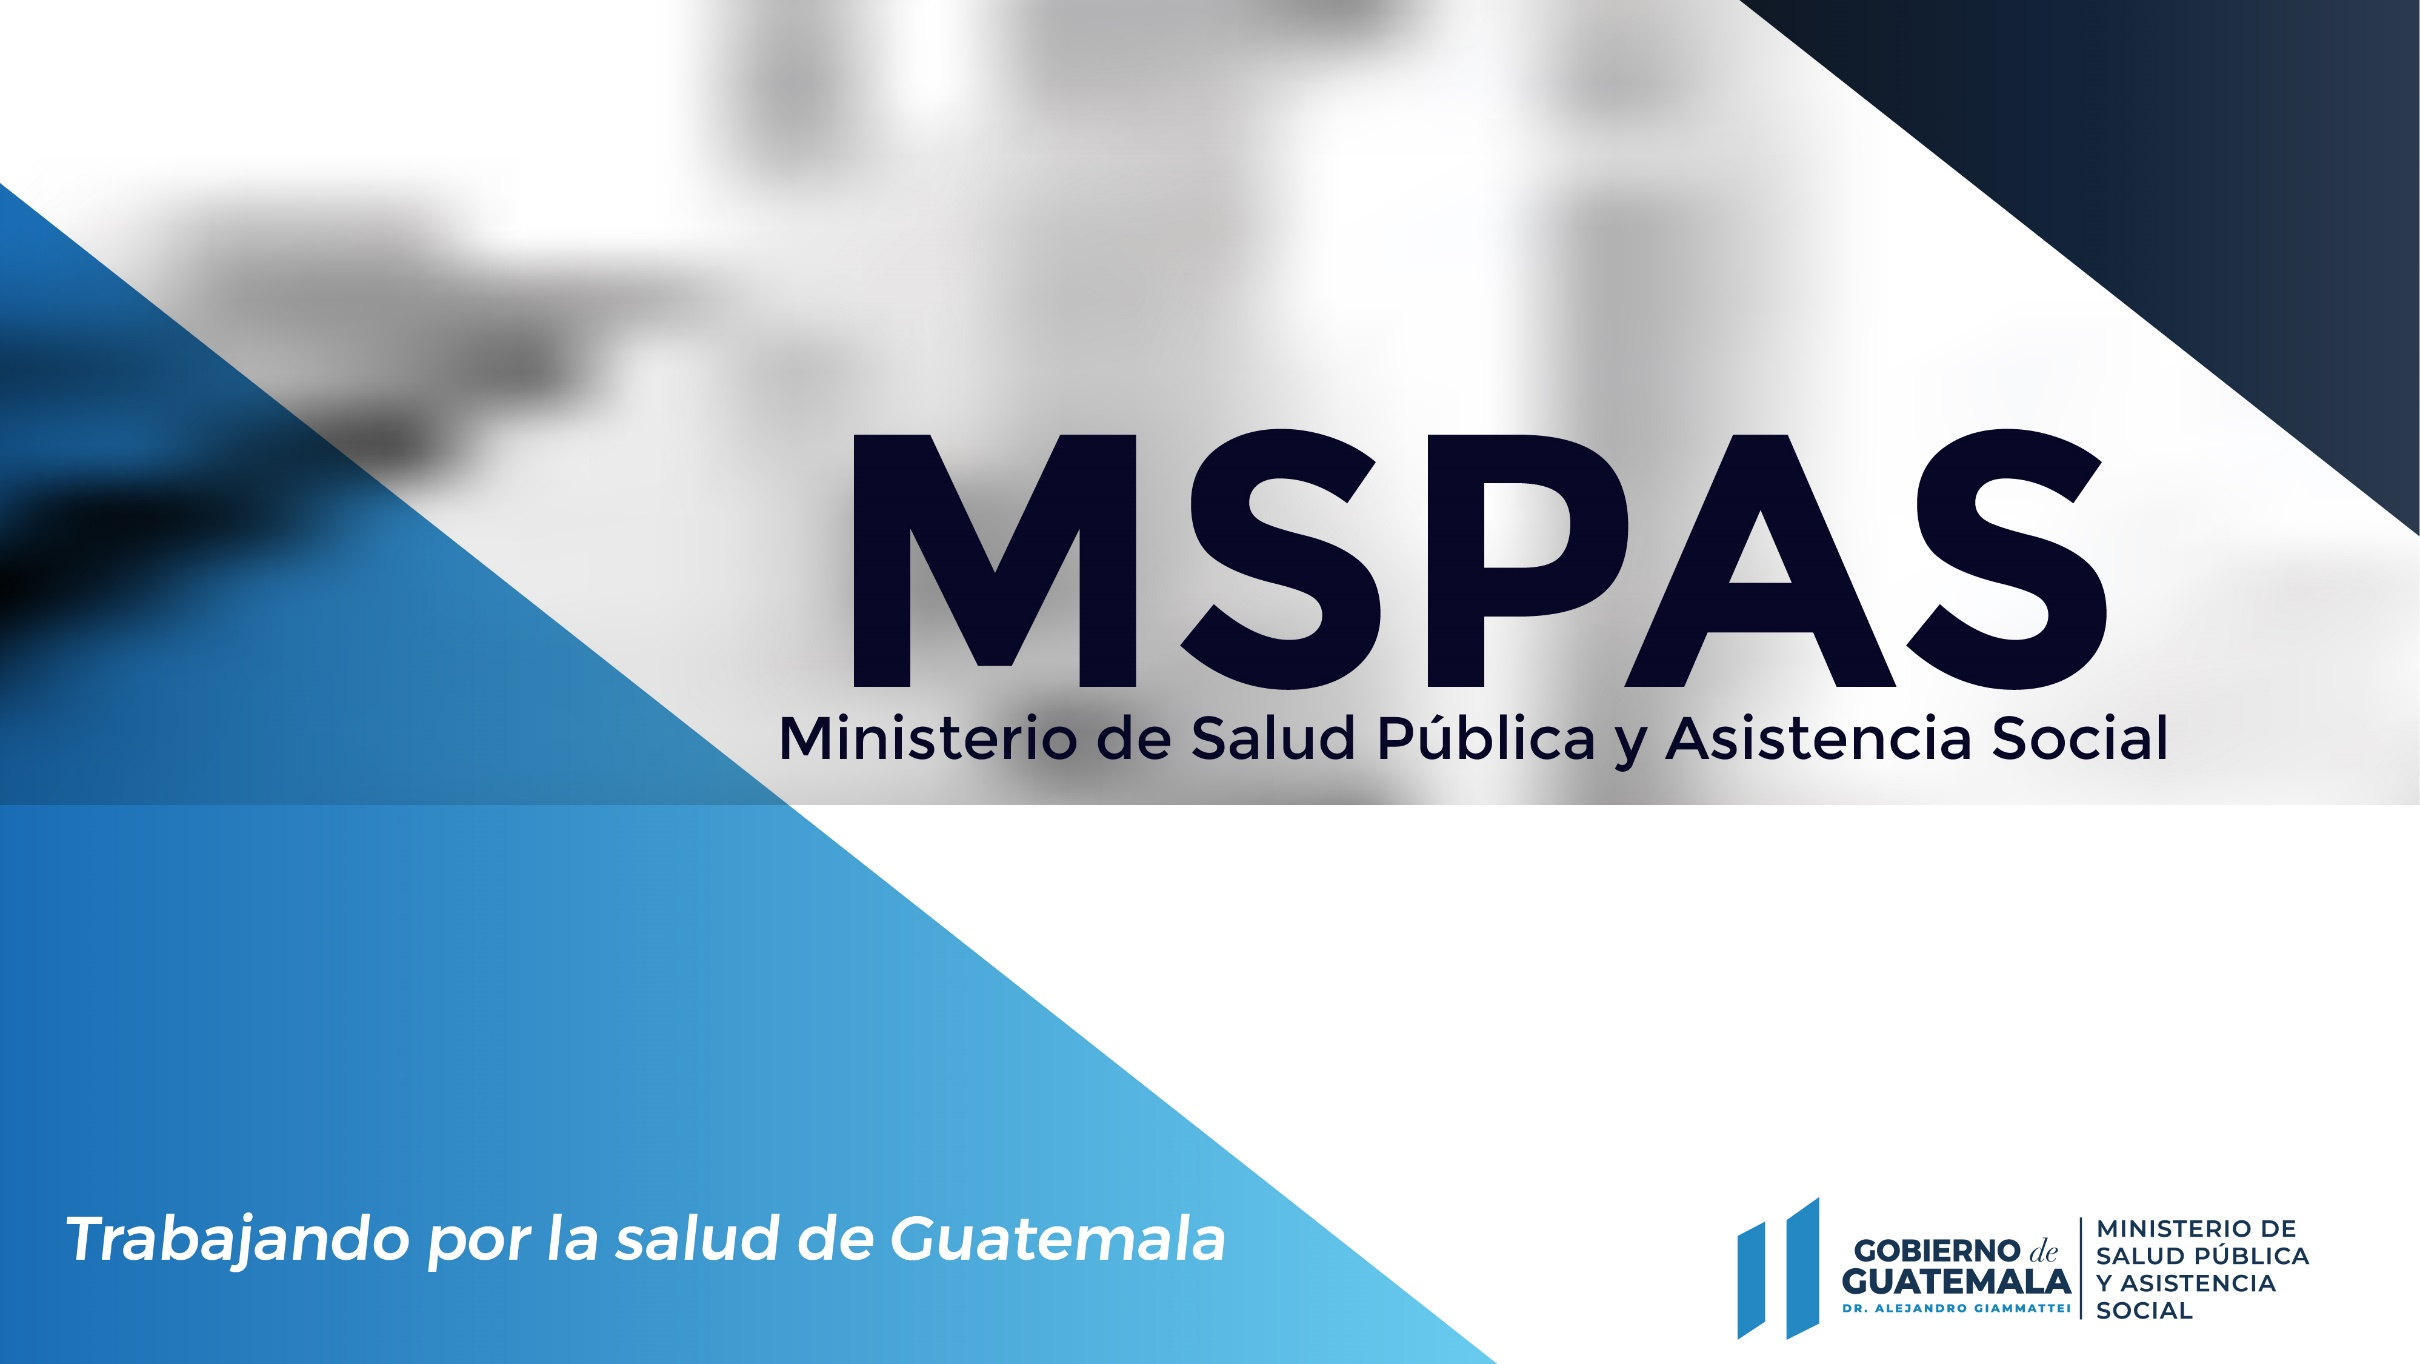 MSPAS
Ministerio de Salud Pública y Asistencia Social
Trabajando por la salud de Guatemala
GOBIERNO de
GUATEMALA
DR. ALEJANDRO GIAMMATTEI
MINISTERIO DE
SALUD PÚBLICA
Y ASISTENCIA
SOCIAL